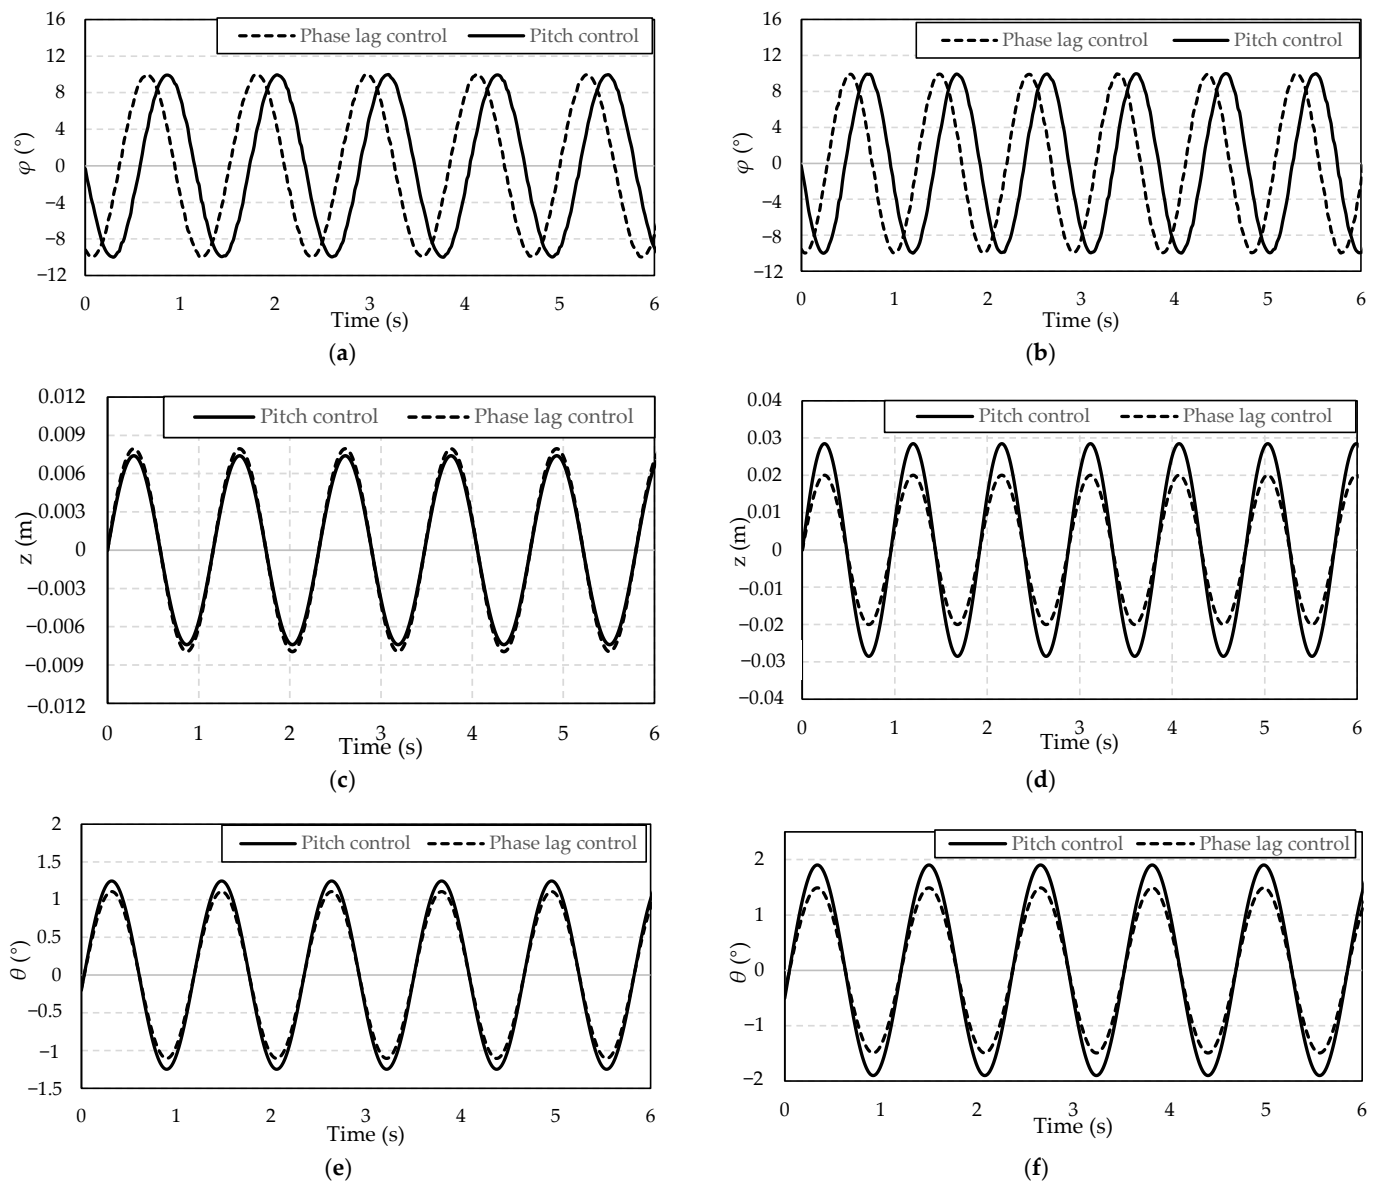 Phase lag control Pitch control
16
12
8
4
0
−4
−8
−12
φ (°)
0 1 2 3 4 5 6
Time (s)
(a)
Phase lag control Pitch control
16
12
8
4
0
−4
−8
−12
φ (°)
0 1 2 3 4 5 6
Time (s)
(b)
Pitch control Phase lag control
0.012
0.009
0.006
0.003
0
−0.003
−0.006
−0.009
−0.012
z (m)
0 1 2 3 4 5 6
Time (s)
(c)
Pitch control Phase lag control
0.04
0.03
0.02
0.01
0
−0.01
−0.02
−0.03
−0.04
z (m)
0 1 2 3 4 5 6
Time (s)
(d)
Pitch control Phase lag control
2
1.5
1
0.5
0
−0.5
−1
−1.5
θ (°)
0 1 2 3 4 5 6
Time (s)
(e)
Pitch control Phase lag control
2
1
0
−1
−2
θ (°)
0 1 2 3 4 5 6
Time (s)
(f)